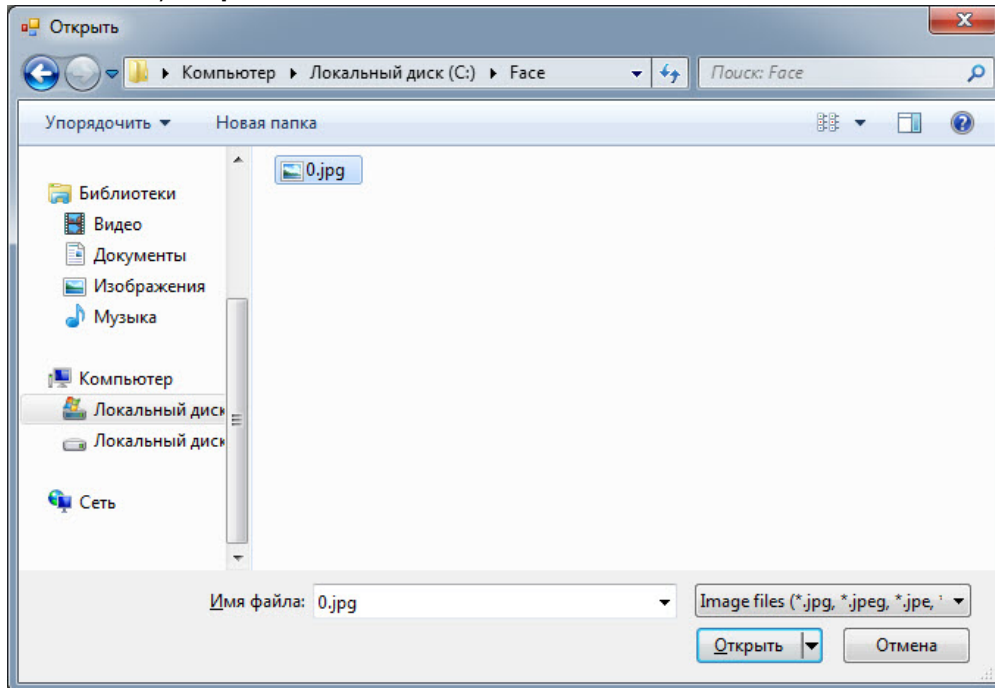 Открыть
Компьютер Локальный диск (C:) Face
Поиск: Face
Упорядочить Новая папка
0.jpg
Библиотеки
Видео
Документы
Изображения
Музыка
Компьютер
Локальный диск
Локальный диск
Сеть
Имя файла: 0.jpg
Image files (*.jpg, *.jpeg, *.jpe,
Открыть Отмена